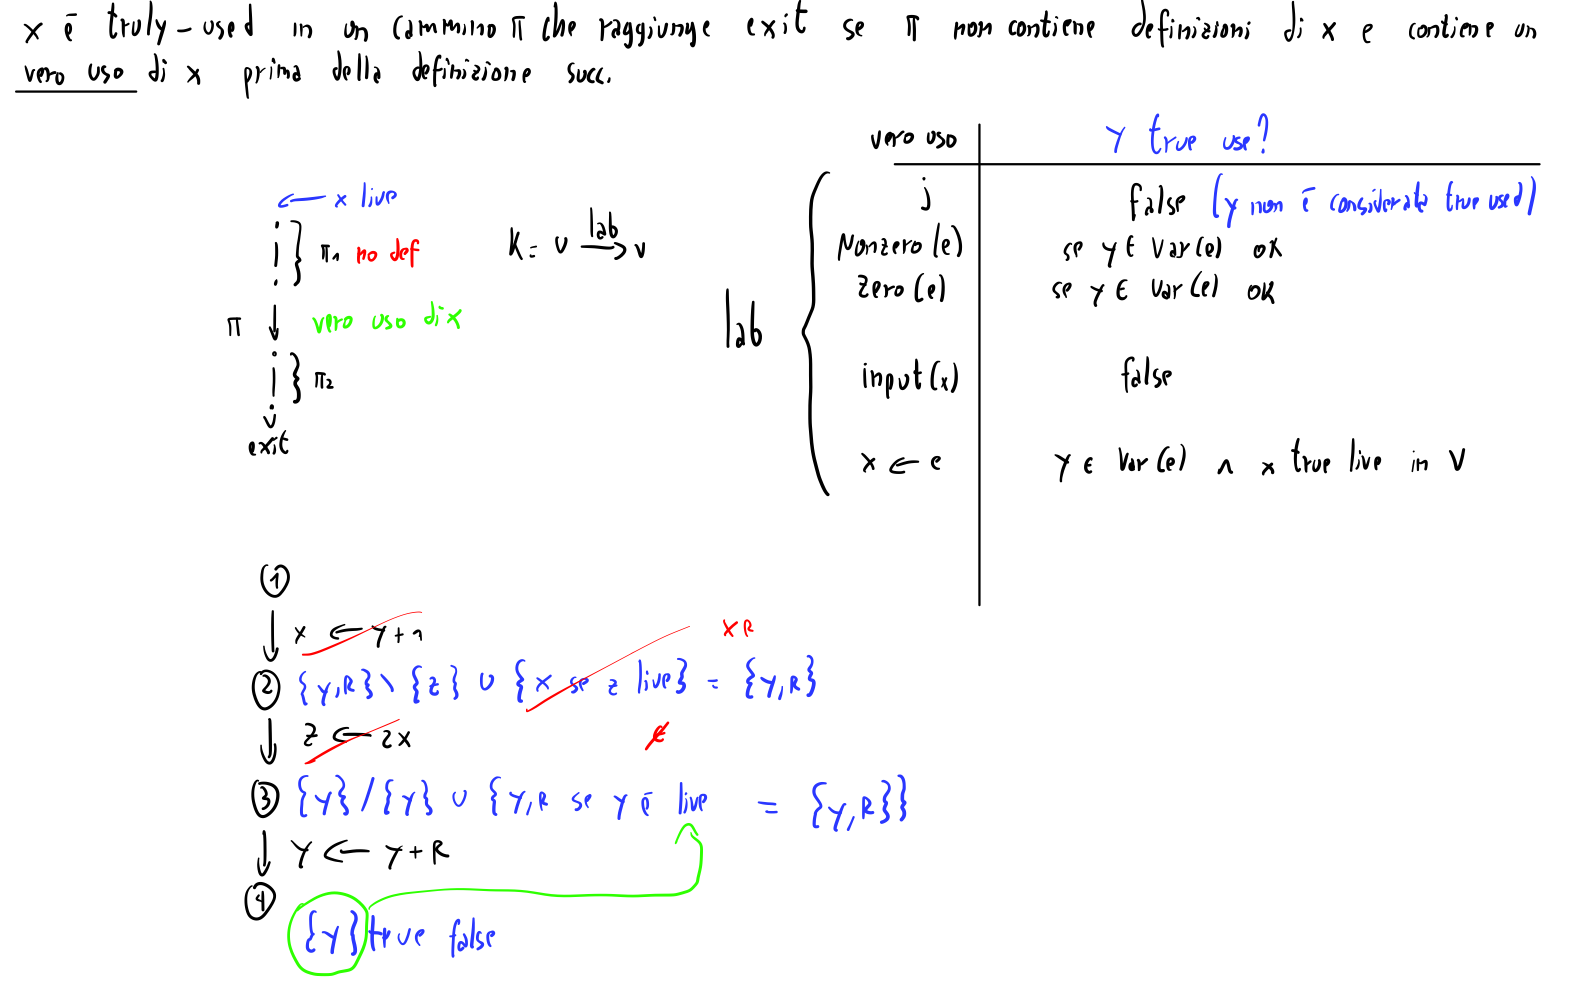 x è truly-used in un cammino π che raggiunge exit se π non contiene definizioni di x e contiene un
vero uso di x prima della definizione succ.
vero uso
y true use?
← x live
π₁ no def
π
vero uso di x
π₂
exit
K = u lab→ v
lab
;
false (y non è considerata true used)
Nonzero(e)
se y ∈ Var(e) ok
Zero(e)
se y ∈ Var(e) ok
input(x)
false
x ← e
y ∈ Var(e) ∧ x true live in V
①
x ← y+1
x R
② {y,R} \ {z} ∪ {x se z live} = {y,R}
z ← 2x
∉
③ {y} / {y} ∪ {y,R se y è live = {y,R}}
y ← y+R
④
{y} true false